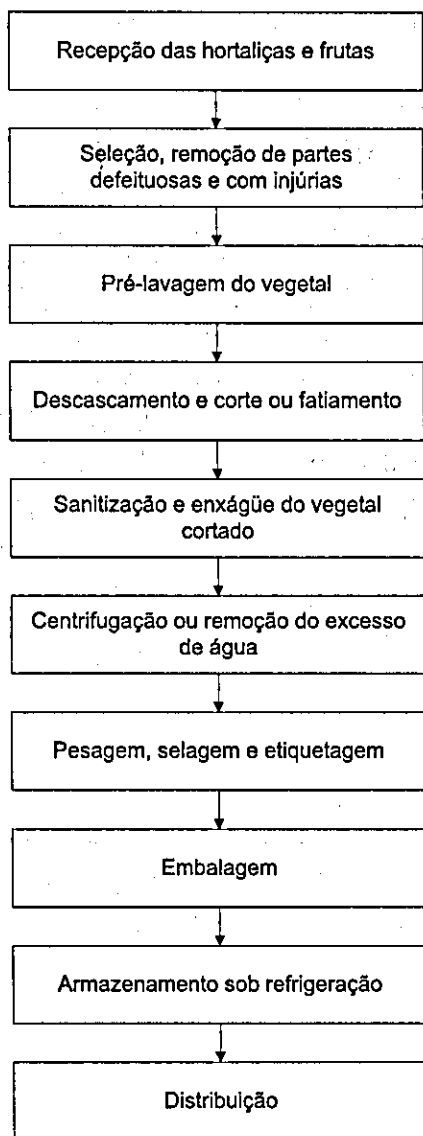 Recepção das hortaliças e frutas
Seleção, remoção de partes
defeituosas e com injúrias
Pré-lavagem do vegetal
Descascamento e corte ou fatiamento
Sanitização e enxágüe do vegetal
cortado
Centrifugação ou remoção do excesso
de água
Pesagem, selagem e etiquetagem
Embalagem
Armazenamento sob refrigeração
Distribuição